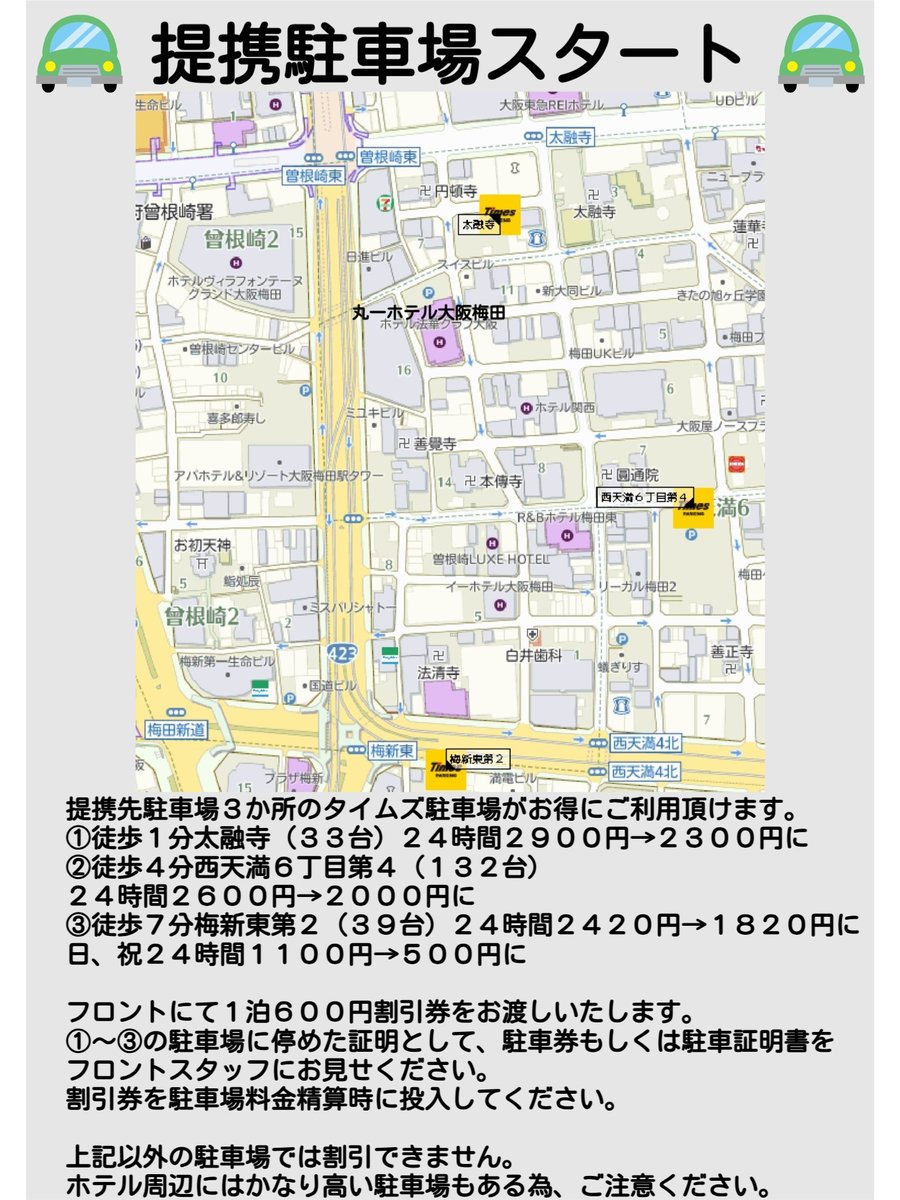 提携駐車場スタート
生命ビル
大阪東急REIホテル
UDビル
太融寺
曽根崎東
曽根崎東
円頓寺
3
ニュープラ
府曽根崎署
Times
PARKING
太融寺
太融寺
蓮華寺
曾根崎2
15
7
日進ビル
スイスビル
4
ホテルヴィラフォンテーヌ
グランド大阪梅田
11
新大同ビル
きたの旭ヶ丘学園
丸一ホテル大阪梅田
ホテル法華クラブ大阪
5
梅田UKビル
梅田フ
曽根崎センタービル
10
16
6
喜多郎寿し
ミユキビル
ホテル関西
大阪屋ノースプラ
善覺寺
7
アパホテル&リゾート大阪梅田駅タワー
14
本傳寺
8
圓通院
西天満6丁目第4
Times
PARKING
満6
R&Bホテル梅田東
お初天神
曽根崎LUXE HOTEL
5
鮨処辰
8
イーホテル大阪梅田
リーガル梅田2
梅田
曾根崎2
ミスパリシャトー
5
2
423
白井歯科
1
蟻ぎりす
善正寺
梅新第一生命ビル
法清寺
国道ビル
7
梅田新道
梅新東
西天満4北
西天満4北
梅新東第2
Times
PARKING
プラザ梅新
満電ビル
提携先駐車場３か所のタイムズ駐車場がお得にご利用頂けます。
①徒歩１分太融寺（３３台）２４時間２９００円→２３００円に
②徒歩４分西天満６丁目第４（１３２台）
２４時間２６００円→２０００円に
③徒歩７分梅新東第２（３９台）２４時間２４２０円→１８２０円に
日、祝２４時間１１００円→５００円に
フロントにて１泊６００円割引券をお渡しいたします。
①～③の駐車場に停めた証明として、駐車券もしくは駐車証明書を
フロントスタッフにお見せください。
割引券を駐車場料金精算時に投入してください。
上記以外の駐車場では割引できません。
ホテル周辺にはかなり高い駐車場もある為、ご注意ください。